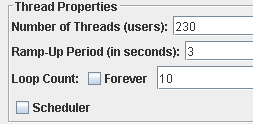 Thread Properties
Number of Threads (users): 230
Ramp-Up Period (in seconds): 3
Loop Count: Forever 10
Scheduler